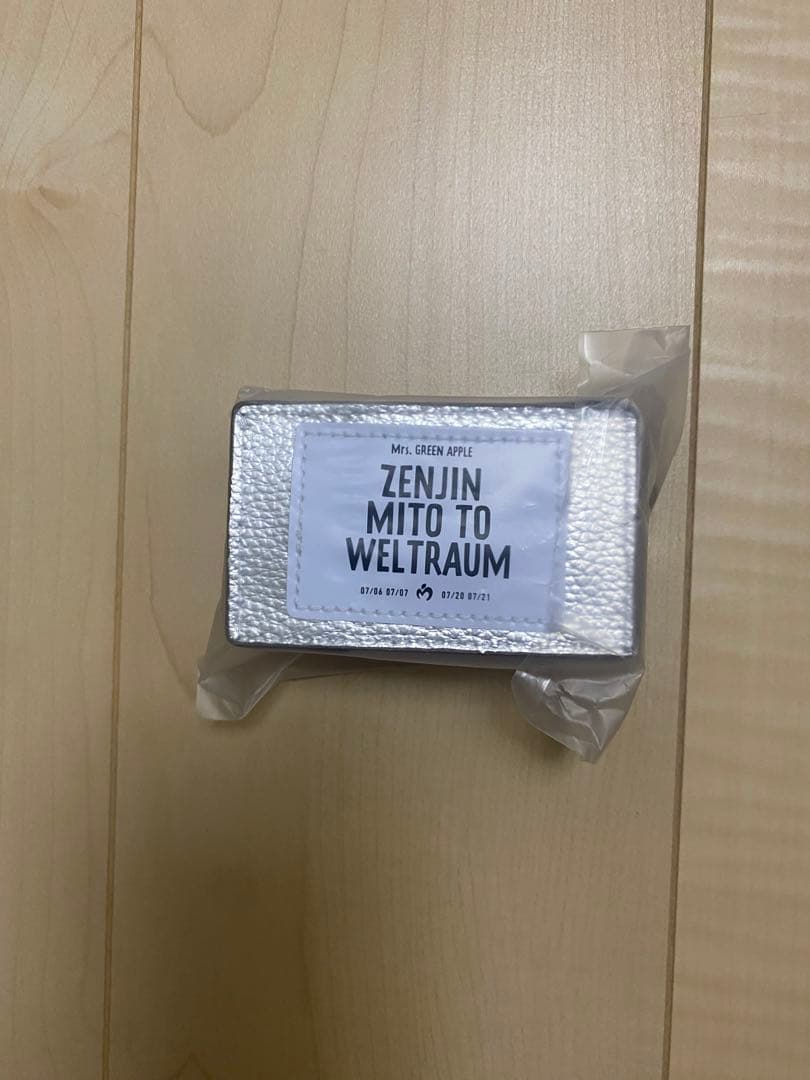 Mrs. GREEN APPLE
ZENJIN
MITO TO
WELTRAUM
07/06 07/07 07/20 07/21